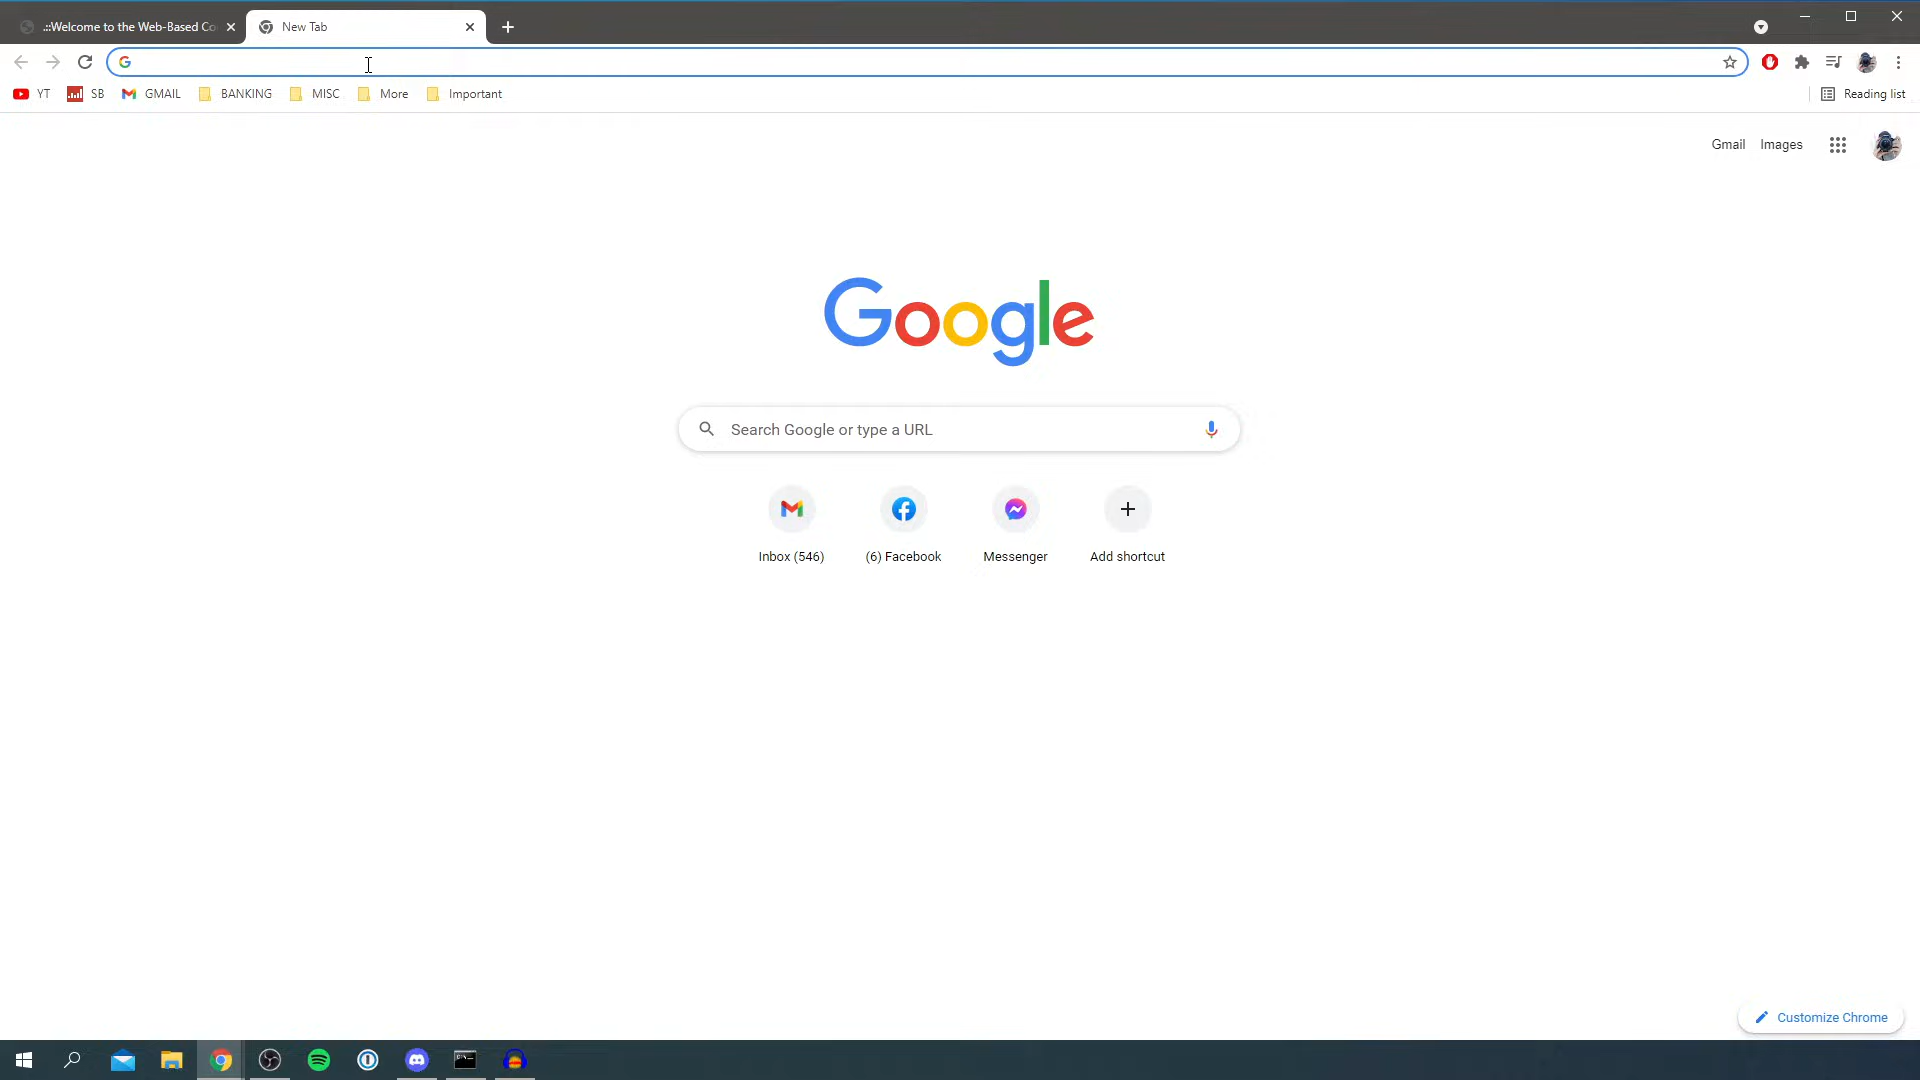 .::Welcome to the Web-Based Co
New Tab
YT
SB
GMAIL
BANKING
MISC
More
Important
Reading list
Gmail
Images
Google
Search Google or type a URL
Inbox (546)
(6) Facebook
Messenger
Add shortcut
Customize Chrome